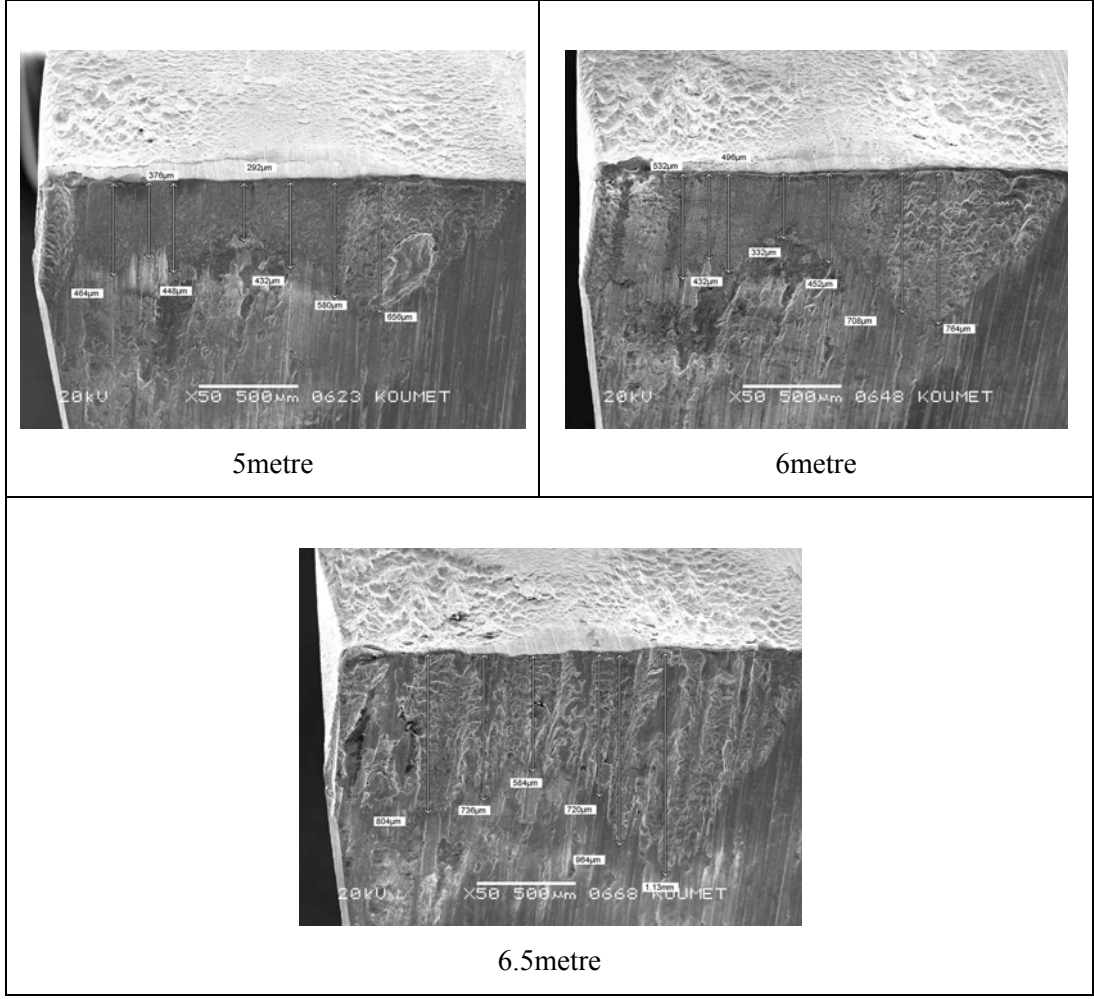 292µm
376µm
464µm
448µm
432µm
580µm
656µm
20kV X50 500µm 0623 KOUMET
5metre
496µm
532µm
332µm
432µm
452µm
708µm
764µm
20kV X50 500µm 0648 KOUMET
6metre
584µm
736µm
720µm
804µm
964µm
1.13mm
20kV X50 500µm 0668 KOUMET
6.5metre